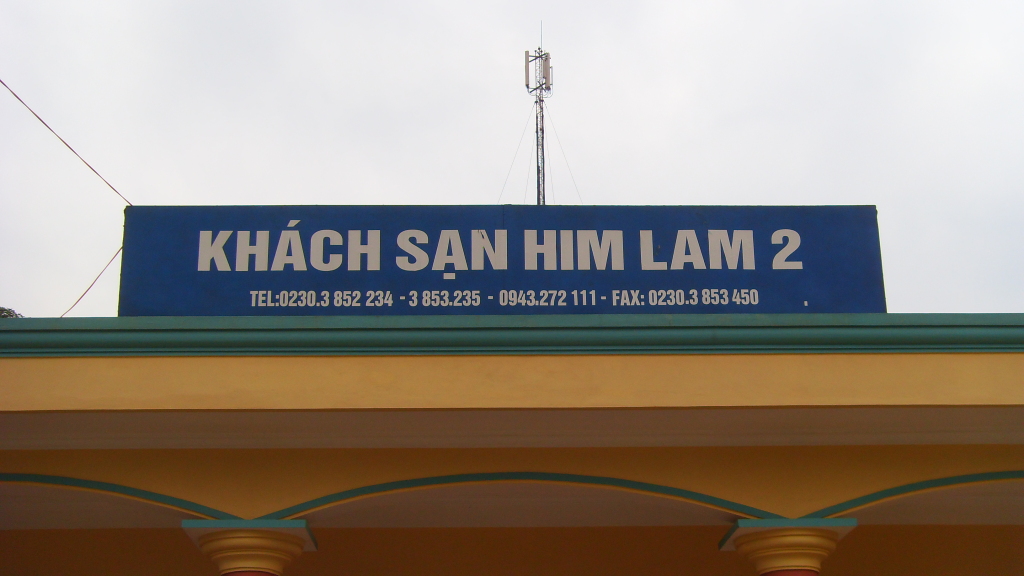 KHÁCH SẠN HIM LAM 2
TEL:0230.3 852 234 - 3 853.235 - 0943.272 111 - FAX: 0230.3 853 450